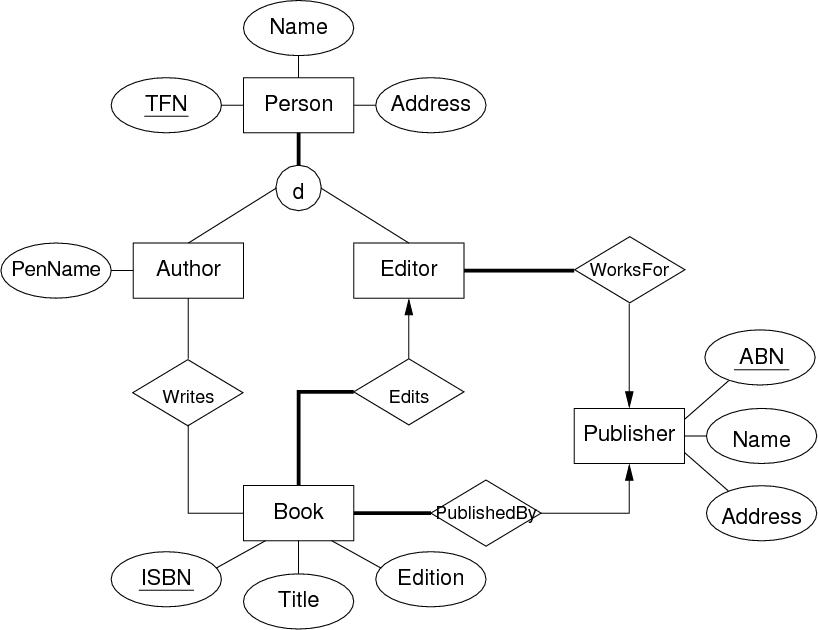 Name
TFN
Person
Address
d
PenName
Author
Editor
WorksFor
ABN
Writes
Edits
Publisher
Name
Book
PublishedBy
Address
ISBN
Title
Edition